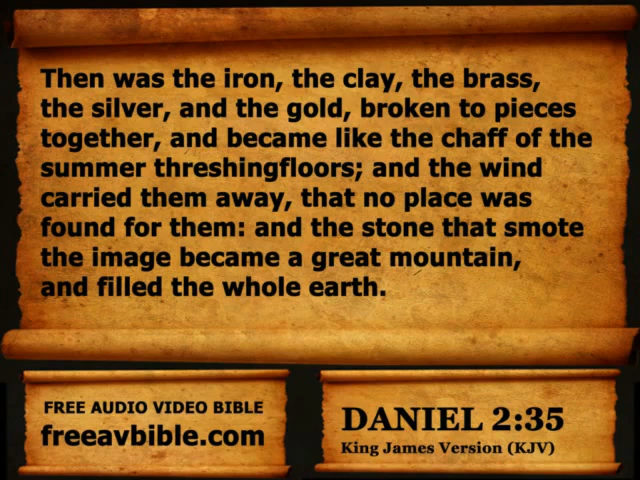 Then was the iron, the clay, the brass,
the silver, and the gold, broken to pieces
together, and became like the chaff of the
summer threshingfloors; and the wind
carried them away, that no place was
found for them: and the stone that smote
the image became a great mountain,
and filled the whole earth.
FREE AUDIO VIDEO BIBLE
freeavbible.com
DANIEL 2:35
King James Version (KJV)